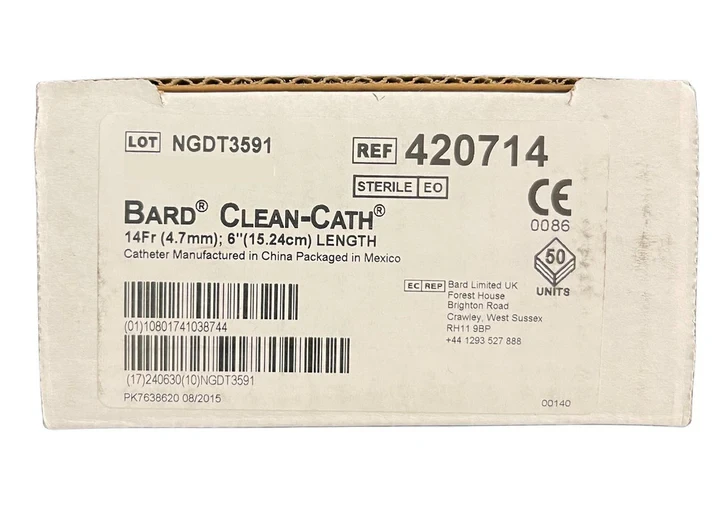 LOT NGDT3591
REF 420714
STERILE EO
CE
0086
BARD® CLEAN-CATH®
14Fr (4.7mm); 6"(15.24cm) LENGTH
Catheter Manufactured in China Packaged in Mexico
50
UNITS
EC REP Bard Limited UK
Forest House
Brighton Road
Crawley, West Sussex
RH11 9BP
+44 1293 527 888
(01)10801741038744
(17)240630(10)NGDT3591
PK7638620 08/2015
00140